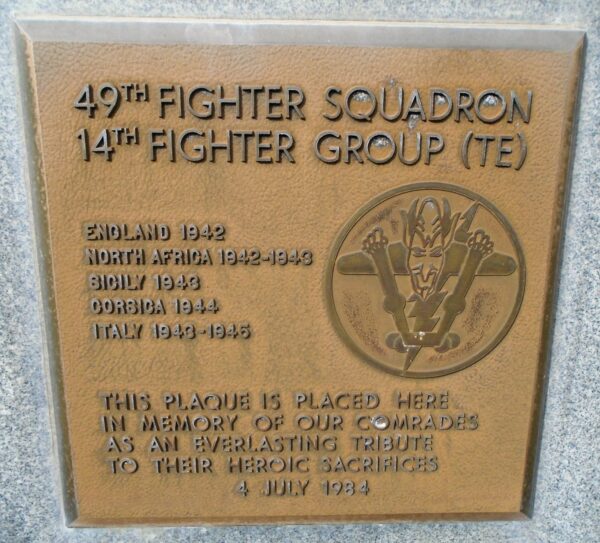 49TH FIGHTER SQUADRON
14TH FIGHTER GROUP (TE)
ENGLAND 1942
NORTH AFRICA 1942-1943
SICILY 1943
CORSICA 1944
ITALY 1943-1945
THIS PLAQUE IS PLACED HERE
IN MEMORY OF OUR COMRADES
AS AN EVERLASTING TRIBUTE
TO THEIR HEROIC SACRIFICES
4 JULY 1984